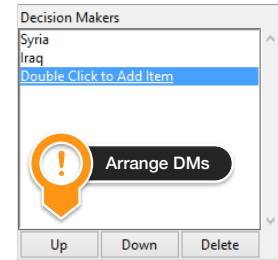 Decision Makers
Syria
Iraq
Double Click to Add Item
! Arrange DMs
Up Down Delete